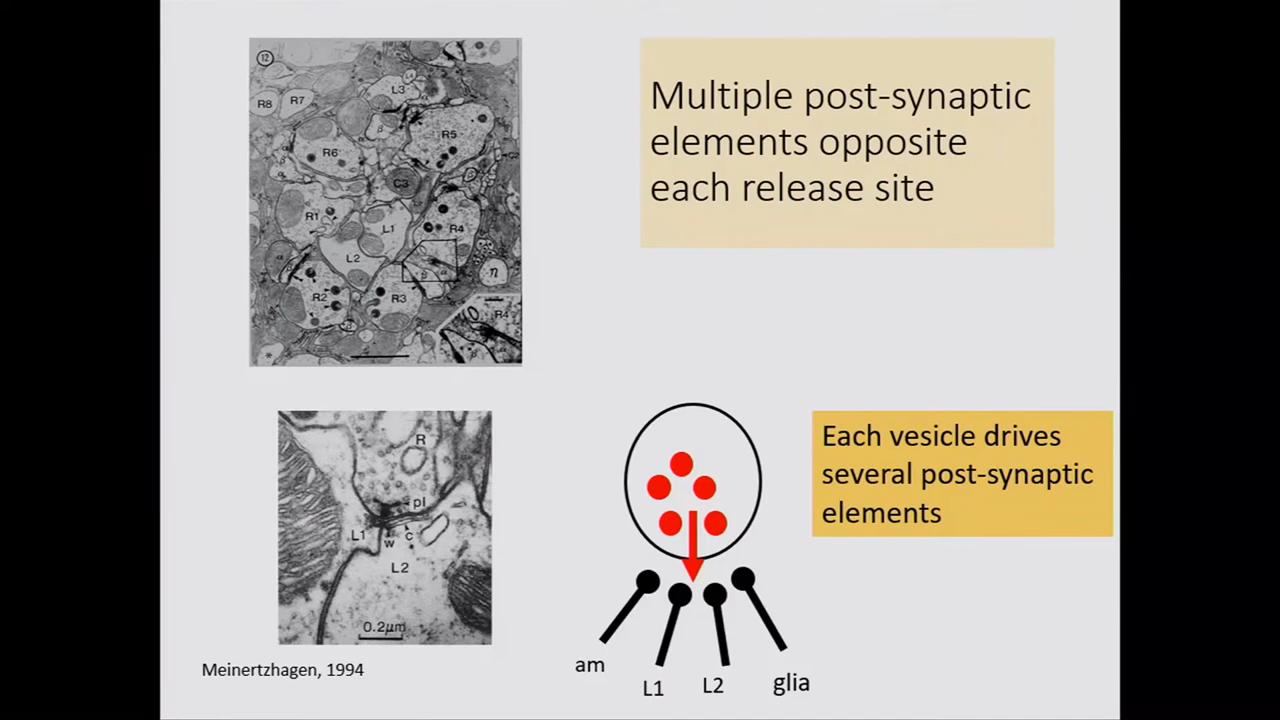 12
Multiple post-synaptic
elements opposite
each release site
L3
R8
R7
R5
β
R6
C3
R1
L1
R4
L2
β
α
η
R2
R3
R4
*
Each vesicle drives
several post-synaptic
elements
R
pl
L1
w
c
L2
0.2µm
am
L1
L2
glia
Meinertzhagen, 1994